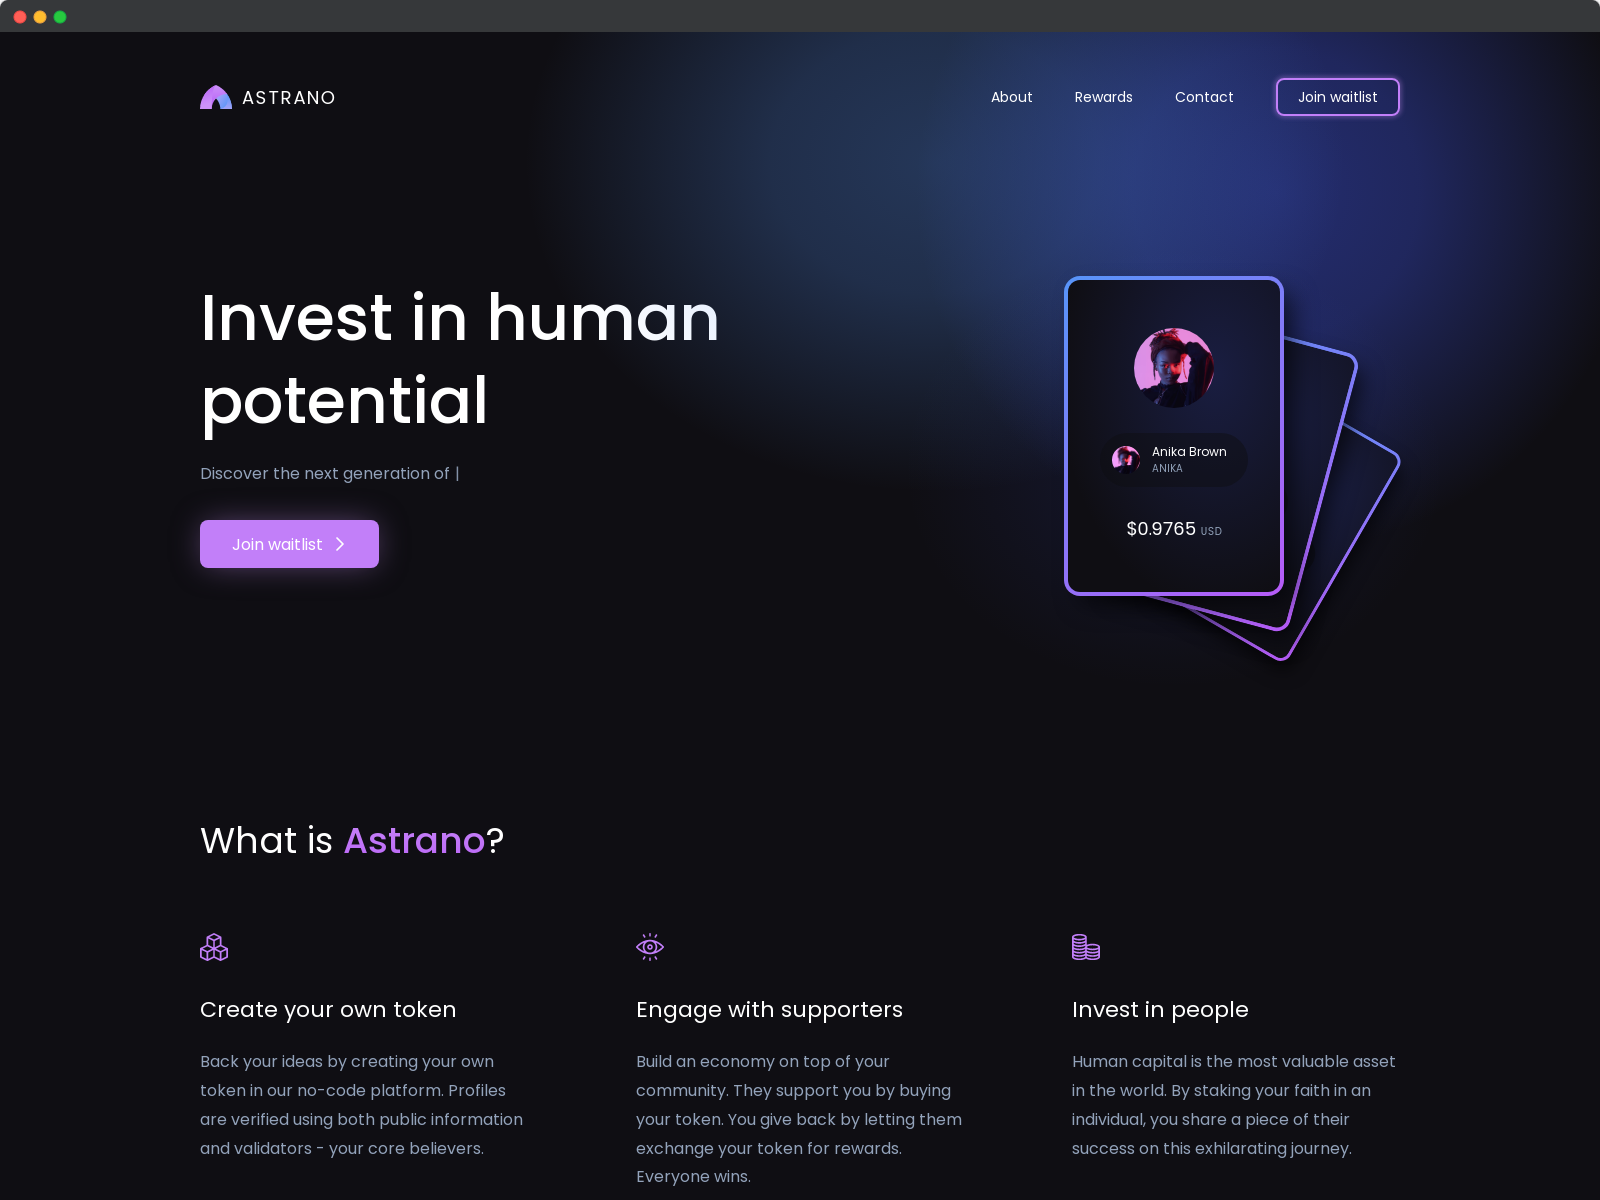 ASTRANO
About
Rewards
Contact
Join waitlist
Invest in human
potential
Discover the next generation of |
Join waitlist
Anika Brown
ANIKA
$0.9765 USD
What is Astrano?
Create your own token
Back your ideas by creating your own
token in our no-code platform. Profiles
are verified using both public information
and validators - your core believers.
Engage with supporters
Build an economy on top of your
community. They support you by buying
your token. You give back by letting them
exchange your token for rewards.
Everyone wins.
Invest in people
Human capital is the most valuable asset
in the world. By staking your faith in an
individual, you share a piece of their
success on this exhilarating journey.